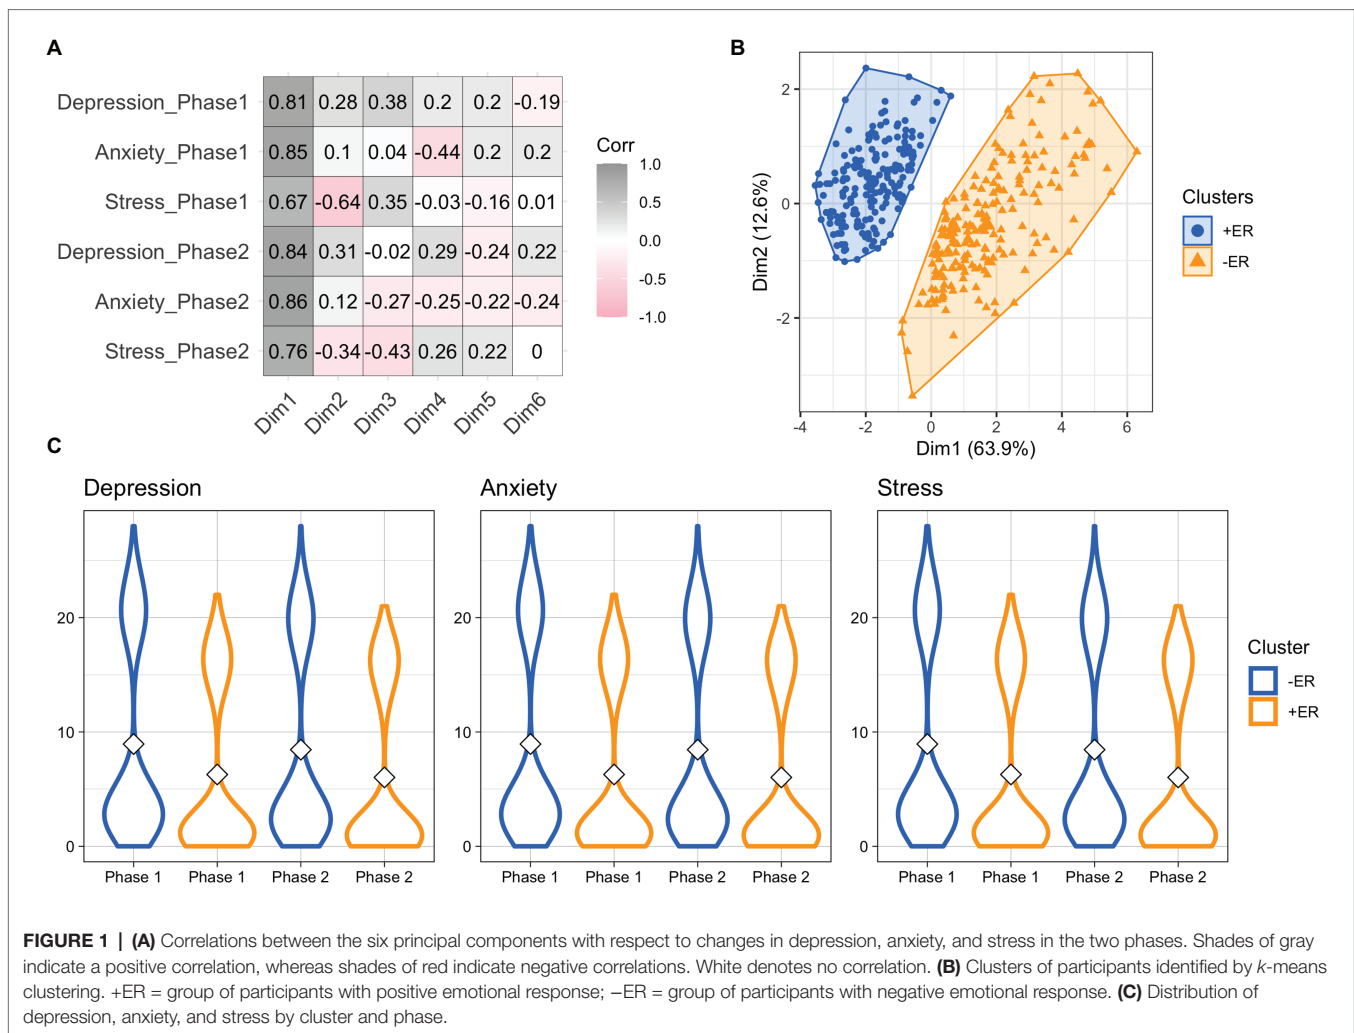 A
Depression_Phase1 0.81 0.28 0.38 0.2 0.2 -0.19
Anxiety_Phase1 0.85 0.1 0.04 -0.44 0.2 0.2
Stress_Phase1 0.67 -0.64 0.35 -0.03 -0.16 0.01
Depression_Phase2 0.84 0.31 -0.02 0.29 -0.24 0.22
Anxiety_Phase2 0.86 0.12 -0.27 -0.25 -0.22 -0.24
Stress_Phase2 0.76 -0.34 -0.43 0.26 0.22 0
Dim1 Dim2 Dim3 Dim4 Dim5 Dim6
Corr
1.0
0.5
0.0
-0.5
-1.0
B
Dim2 (12.6%)
2
0
-2
-4 -2 0 2 4 6
Dim1 (63.9%)
Clusters
+ER
-ER
C
Depression
20
10
0
Phase 1 Phase 1 Phase 2 Phase 2
Anxiety
20
10
0
Phase 1 Phase 1 Phase 2 Phase 2
Stress
20
10
0
Phase 1 Phase 1 Phase 2 Phase 2
Cluster
-ER
+ER
FIGURE 1 | (A) Correlations between the six principal components with respect to changes in depression, anxiety, and stress in the two phases. Shades of gray
indicate a positive correlation, whereas shades of red indicate negative correlations. White denotes no correlation. (B) Clusters of participants identified by k-means
clustering. +ER = group of participants with positive emotional response; −ER = group of participants with negative emotional response. (C) Distribution of
depression, anxiety, and stress by cluster and phase.